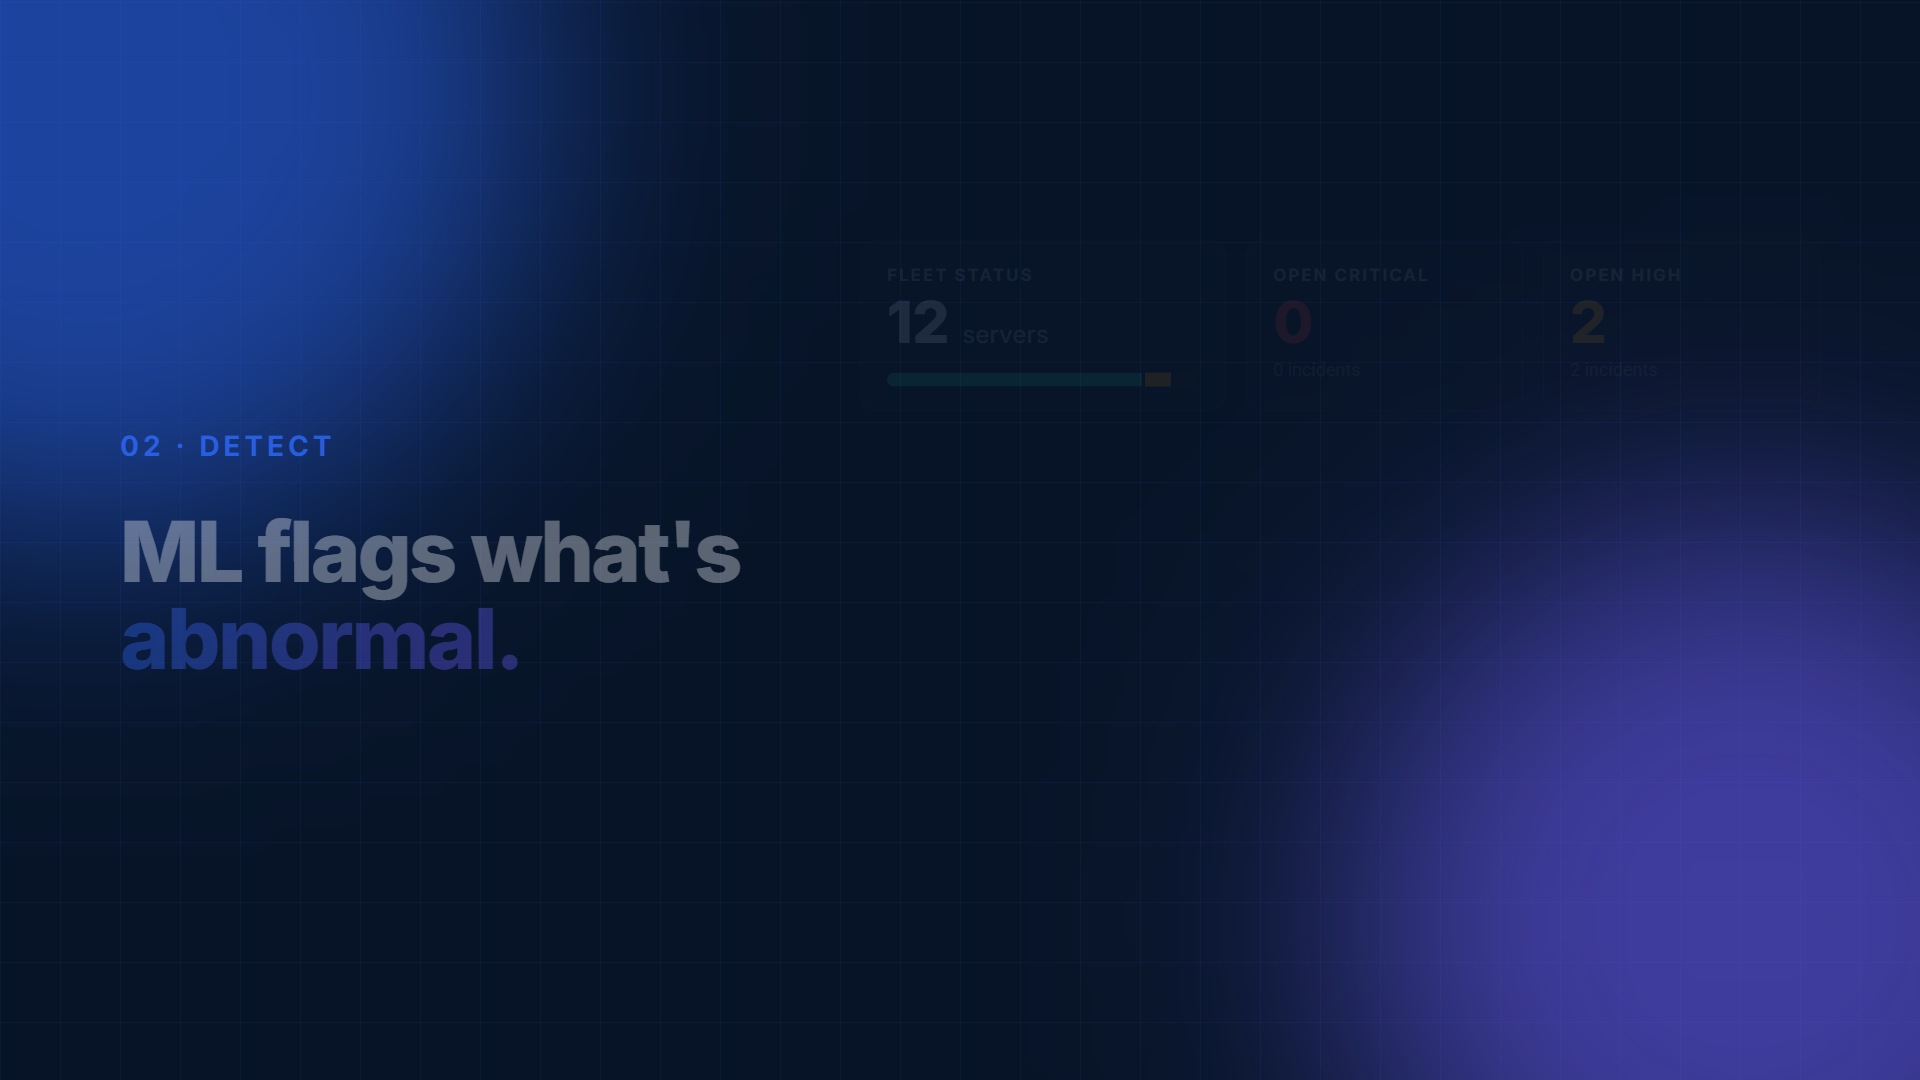 02 · DETECT
ML flags what's
abnormal.
FLEET STATUS
12 servers
OPEN CRITICAL
0
0 incidents
OPEN HIGH
2
2 incidents